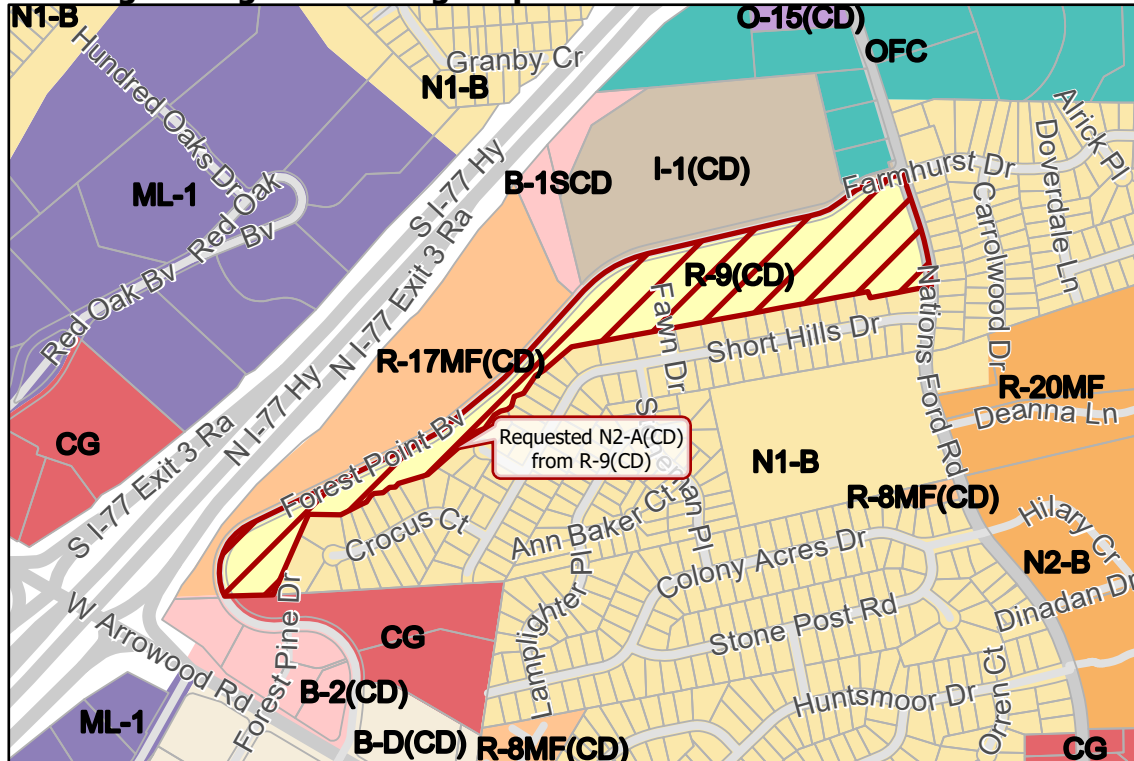 N1-B
O-15(CD)
OFC
Hundred Oaks Dr
Granby Cr
N1-B
S I-77 Hy
Alrick Pl
Doverdale Ln
ML-1
Red Oak Bv
Red Oak
Bv
B-1SCD
I-1(CD)
Farmhurst Dr
Carrolwood Dr
N I-77 Exit 3 Ra
R-9(CD)
Fawn Dr
Nations Ford Rd
Short Hills Dr
R-17MF(CD)
R-20MF
Deanna Ln
N I-77 Hy
CG
S I-77 Exit 3 Ra
Requested N2-A(CD)
from R-9(CD)
N1-B
Forest Point Bv
R-8MF(CD)
Hilary Cr
Crocus Ct
Ann Baker Ct
Colony Acres Dr
N2-B
Dinadan Dr
W Arrowood Rd
Forest Pine Dr
CG
Lamplighter Pl
Stone Post Rd
B-2(CD)
Huntsmoor Dr
Orren Ct
ML-1
B-D(CD)
R-8MF(CD)
CG